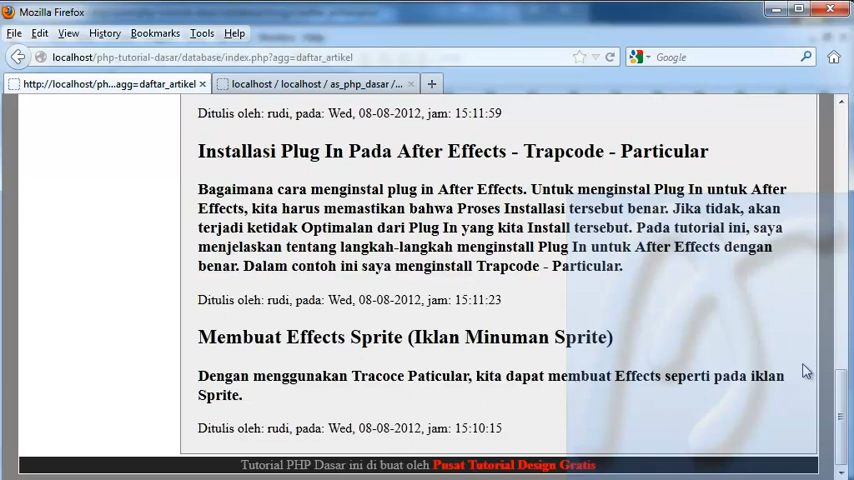 Mozilla Firefox
File Edit View History Bookmarks Tools Help
localhost/php-tutorial-dasar/database/index.php?agg=daftar_artikel
Google
http://localhost/ph...agg=daftar_artikel
localhost / localhost / as_php_dasar /...
Ditulis oleh: rudi, pada: Wed, 08-08-2012, jam: 15:11:59
Installasi Plug In Pada After Effects - Trapcode - Particular
Bagaimana cara menginstal plug in After Effects. Untuk menginstal Plug In untuk After
Effects, kita harus memastikan bahwa Proses Installasi tersebut benar. Jika tidak, akan
terjadi ketidak Optimalan dari Plug In yang kita Install tersebut. Pada tutorial ini, saya
menjelaskan tentang langkah-langkah menginstall Plug In untuk After Effects dengan
benar. Dalam contoh ini saya menginstall Trapcode - Particular.
Ditulis oleh: rudi, pada: Wed, 08-08-2012, jam: 15:11:23
Membuat Effects Sprite (Iklan Minuman Sprite)
Dengan menggunakan Tracoce Paticular, kita dapat membuat Effects seperti pada iklan
Sprite.
Ditulis oleh: rudi, pada: Wed, 08-08-2012, jam: 15:10:15
Tutorial PHP Dasar ini di buat oleh Pusat Tutorial Design Gratis